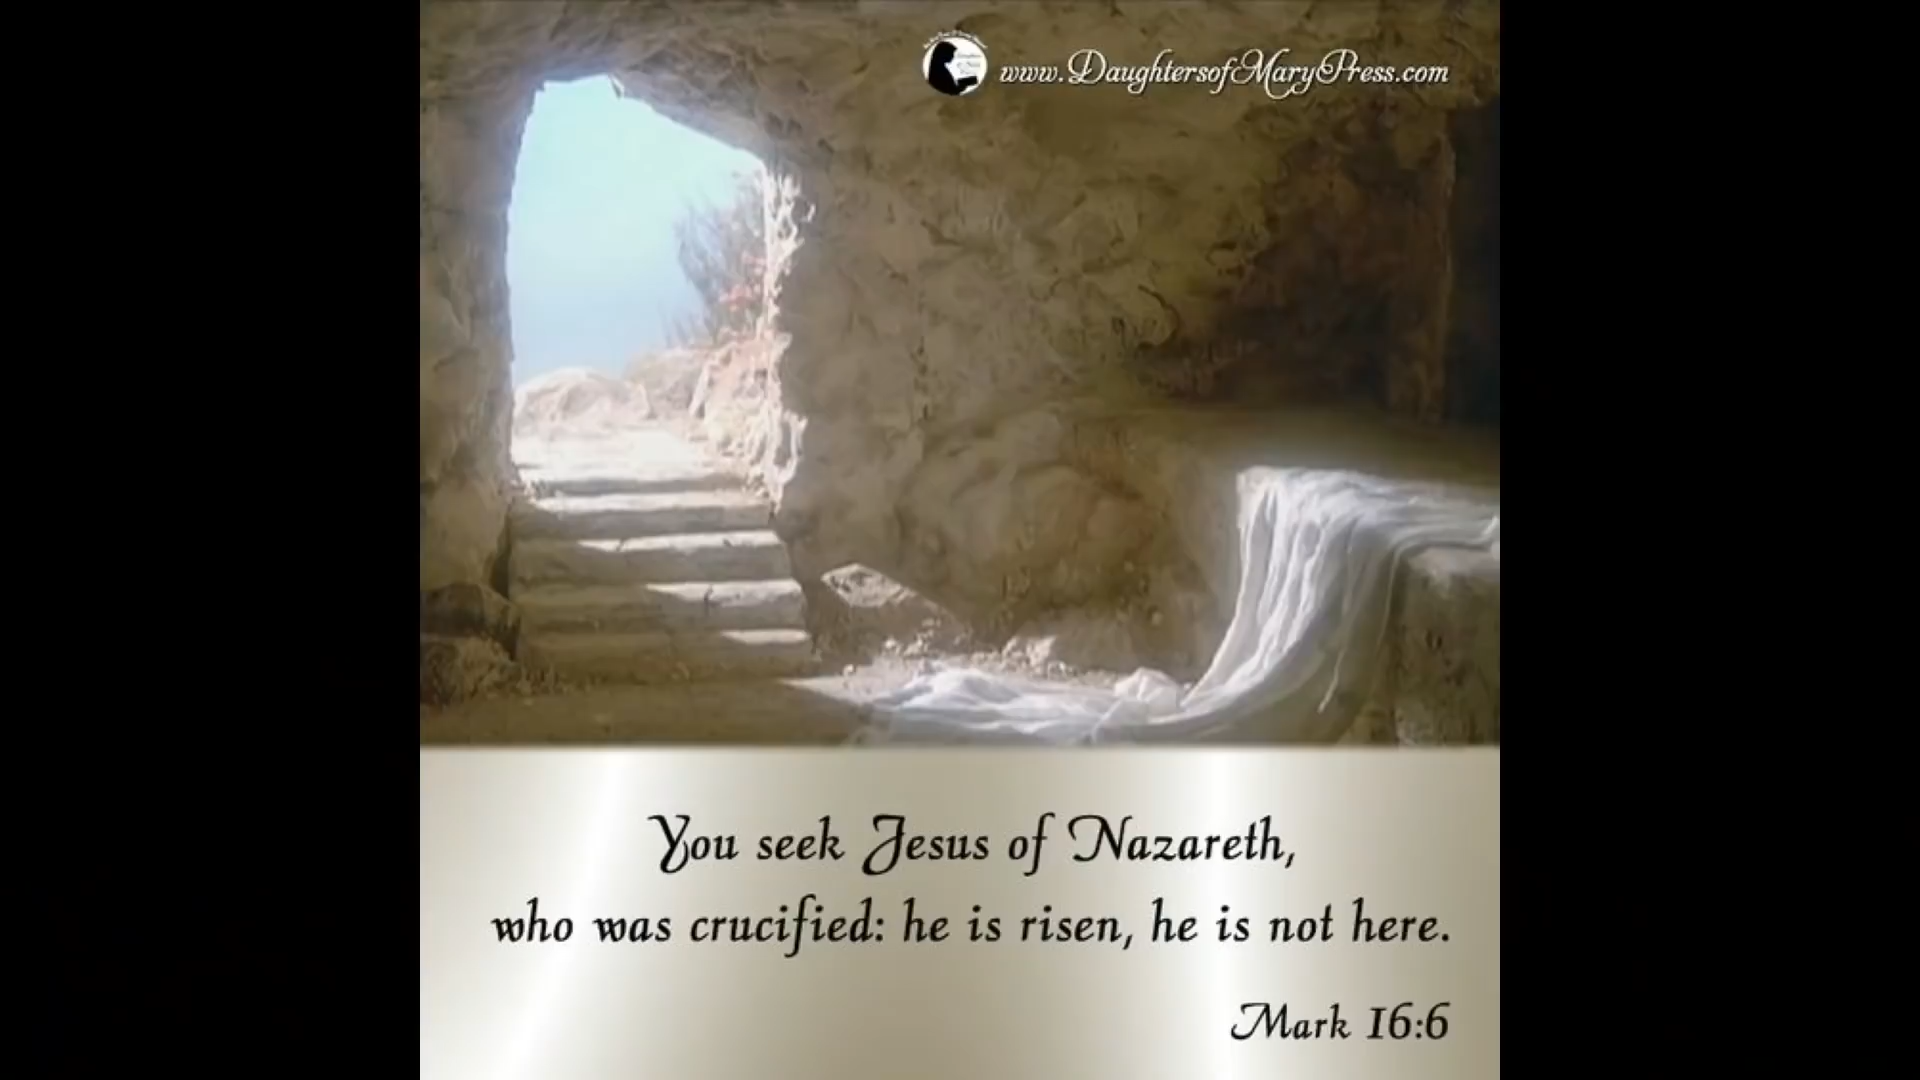 www.DaughtersofMaryPress.com
You seek Jesus of Nazareth,
who was crucified: he is risen, he is not here.
Mark 16:6